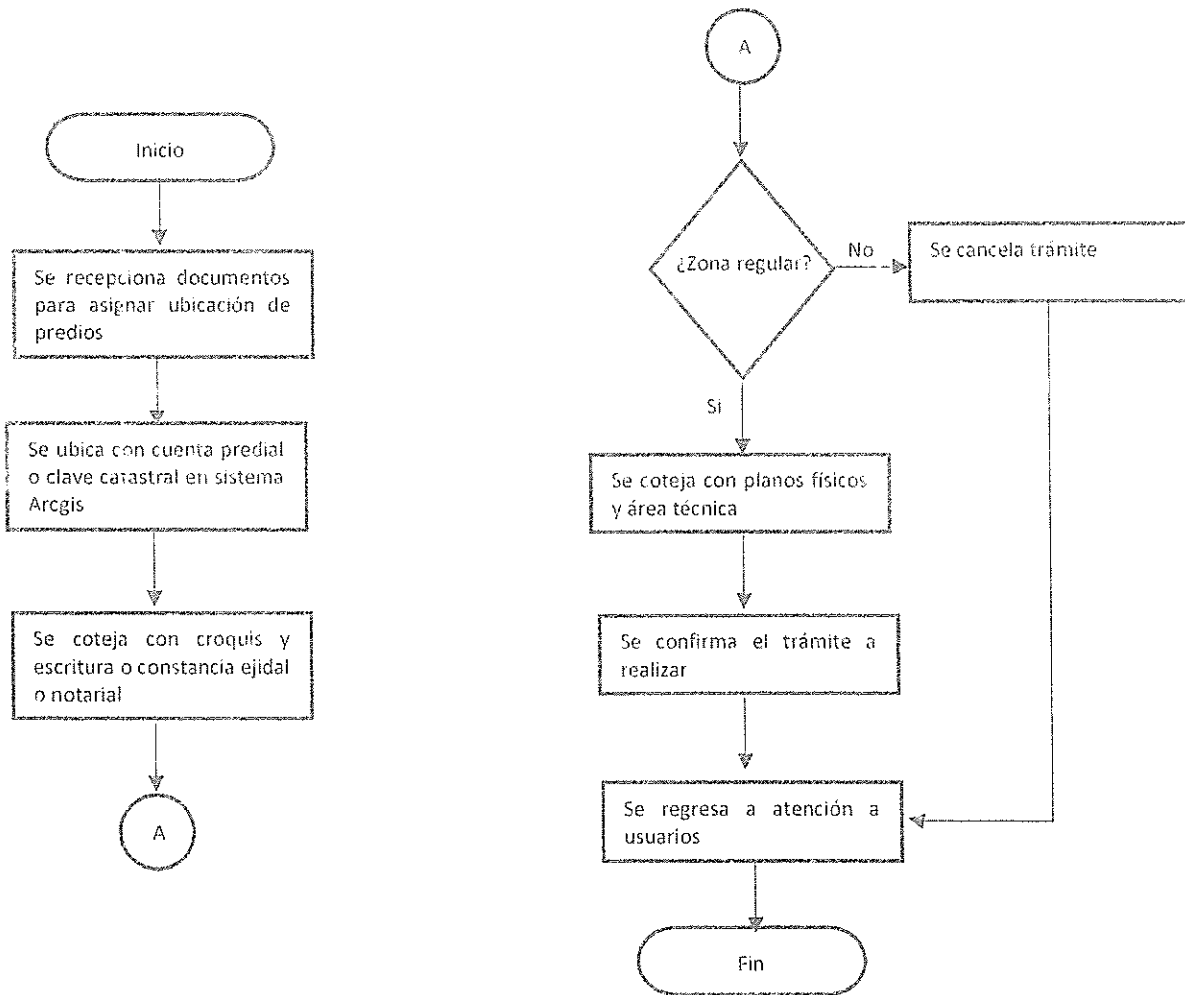 Inicio
Se recepciona documentos
para asignar ubicación de
predios
Se ubica con cuenta predial
o clave catastral en sistema
Arcgis
Se coteja con croquis y
escritura o constancia ejidal
o notarial
A
A
¿Zona regular?
No
Se cancela trámite
Si
Se coteja con planos físicos
y área técnica
Se confirma el trámite a
realizar
Se regresa a atención a
usuarios
Fin